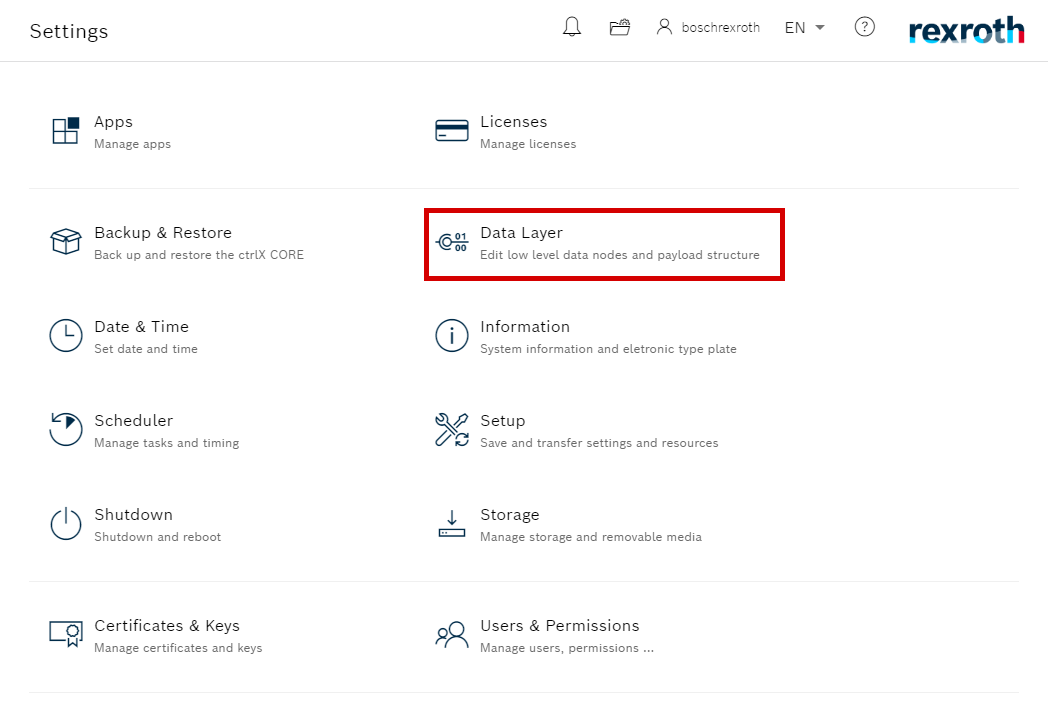 Settings
boschrexroth
EN
?
rexroth
Apps
Manage apps
Licenses
Manage licenses
Backup & Restore
Back up and restore the ctrlX CORE
01
00
Data Layer
Edit low level data nodes and payload structure
Date & Time
Set date and time
i
Information
System information and eletronic type plate
Scheduler
Manage tasks and timing
Setup
Save and transfer settings and resources
Shutdown
Shutdown and reboot
Storage
Manage storage and removable media
Certificates & Keys
Manage certificates and keys
Users & Permissions
Manage users, permissions ...